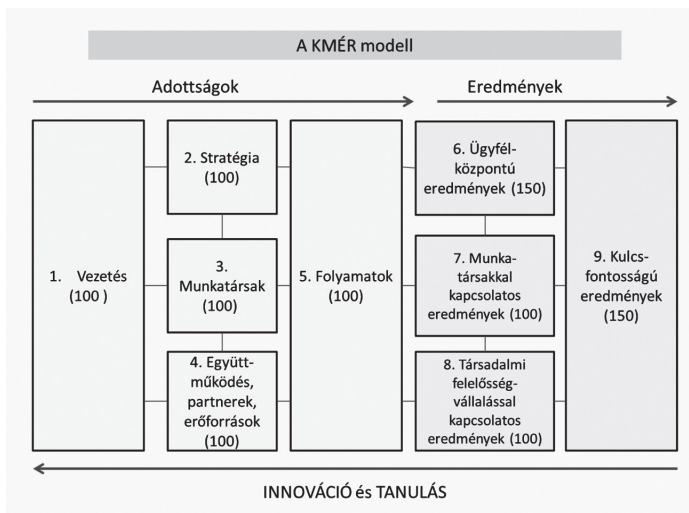 A KMÉR modell
Adottságok
Eredmények
1. Vezetés
(100 )
2. Stratégia
(100)
3.
Munkatársak
(100)
4. Együtt-
működés,
partnerek,
erőforrások
(100)
5. Folyamatok
(100)
6. Ügyfél-
központú
eredmények (150)
7. Munka-
társakkal
kapcsolatos
eredmények (100)
8. Társadalmi
felelősség-
vállalással
kapcsolatos
eredmények (100)
9. Kulcs-
fontosságú
eredmények
(150)
INNOVÁCIÓ és TANULÁS